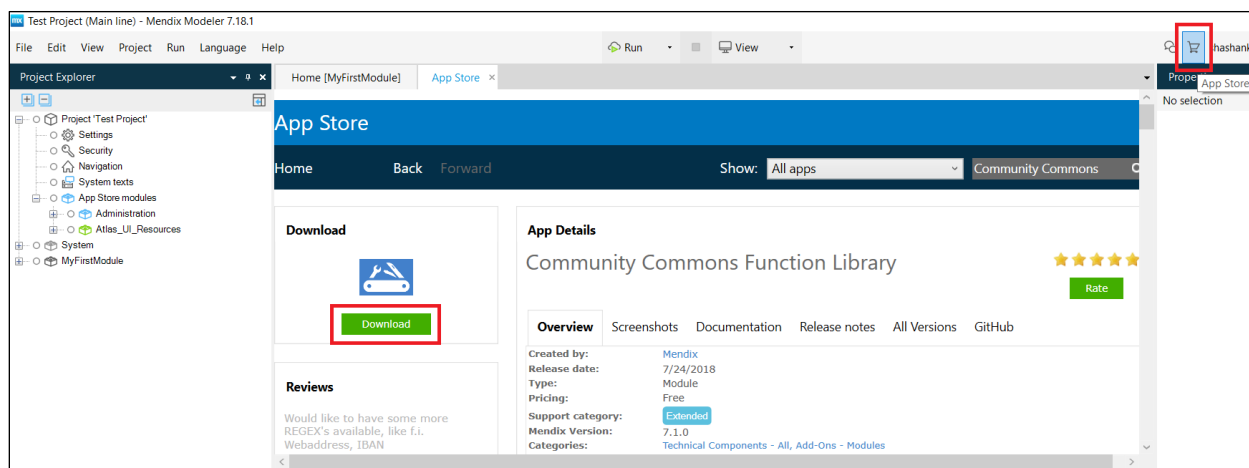 mx Test Project (Main line) - Mendix Modeler 7.18.1
File Edit View Project Run Language Help Run View hashank
Project Explorer Home [MyFirstModule] App Store × App Store
No selection
Project 'Test Project'
Settings
Security
Navigation
System texts
App Store modules
Administration
Atlas_UI_Resources
System
MyFirstModule
App Store
Home Back Forward Show: All apps Community Commons
Download
Download
Reviews
Would like to have some more
REGEX's available, like f.i.
Webaddress, IBAN
App Details
Community Commons Function Library
Rate
Overview Screenshots Documentation Release notes All Versions GitHub
Created by: Mendix
Release date: 7/24/2018
Type: Module
Pricing: Free
Support category: Extended
Mendix Version: 7.1.0
Categories: Technical Components - All, Add-Ons - Modules